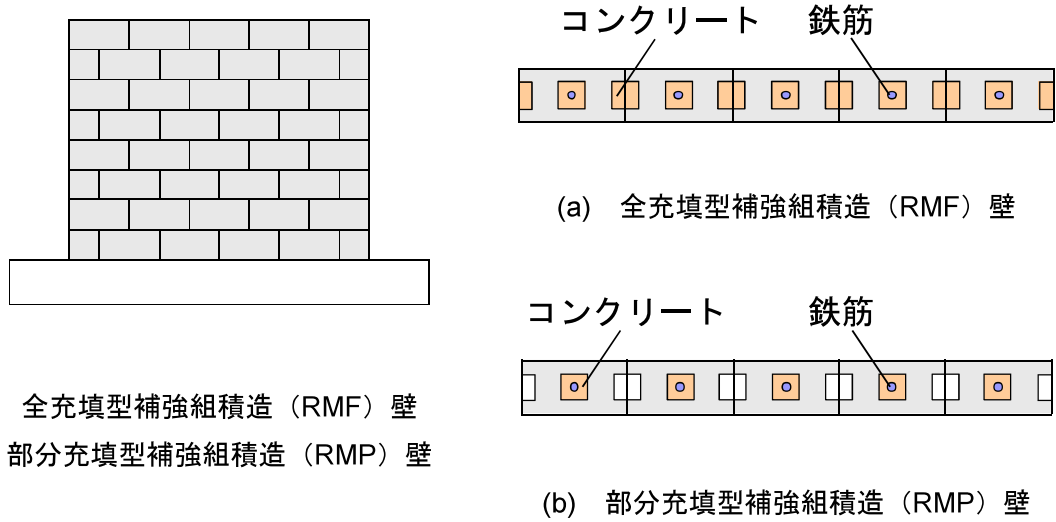 コンクリート 鉄筋
(a) 全充填型補強組積造（RMF）壁
コンクリート 鉄筋
(b) 部分充填型補強組積造（RMP）壁
全充填型補強組積造（RMF）壁
部分充填型補強組積造（RMP）壁